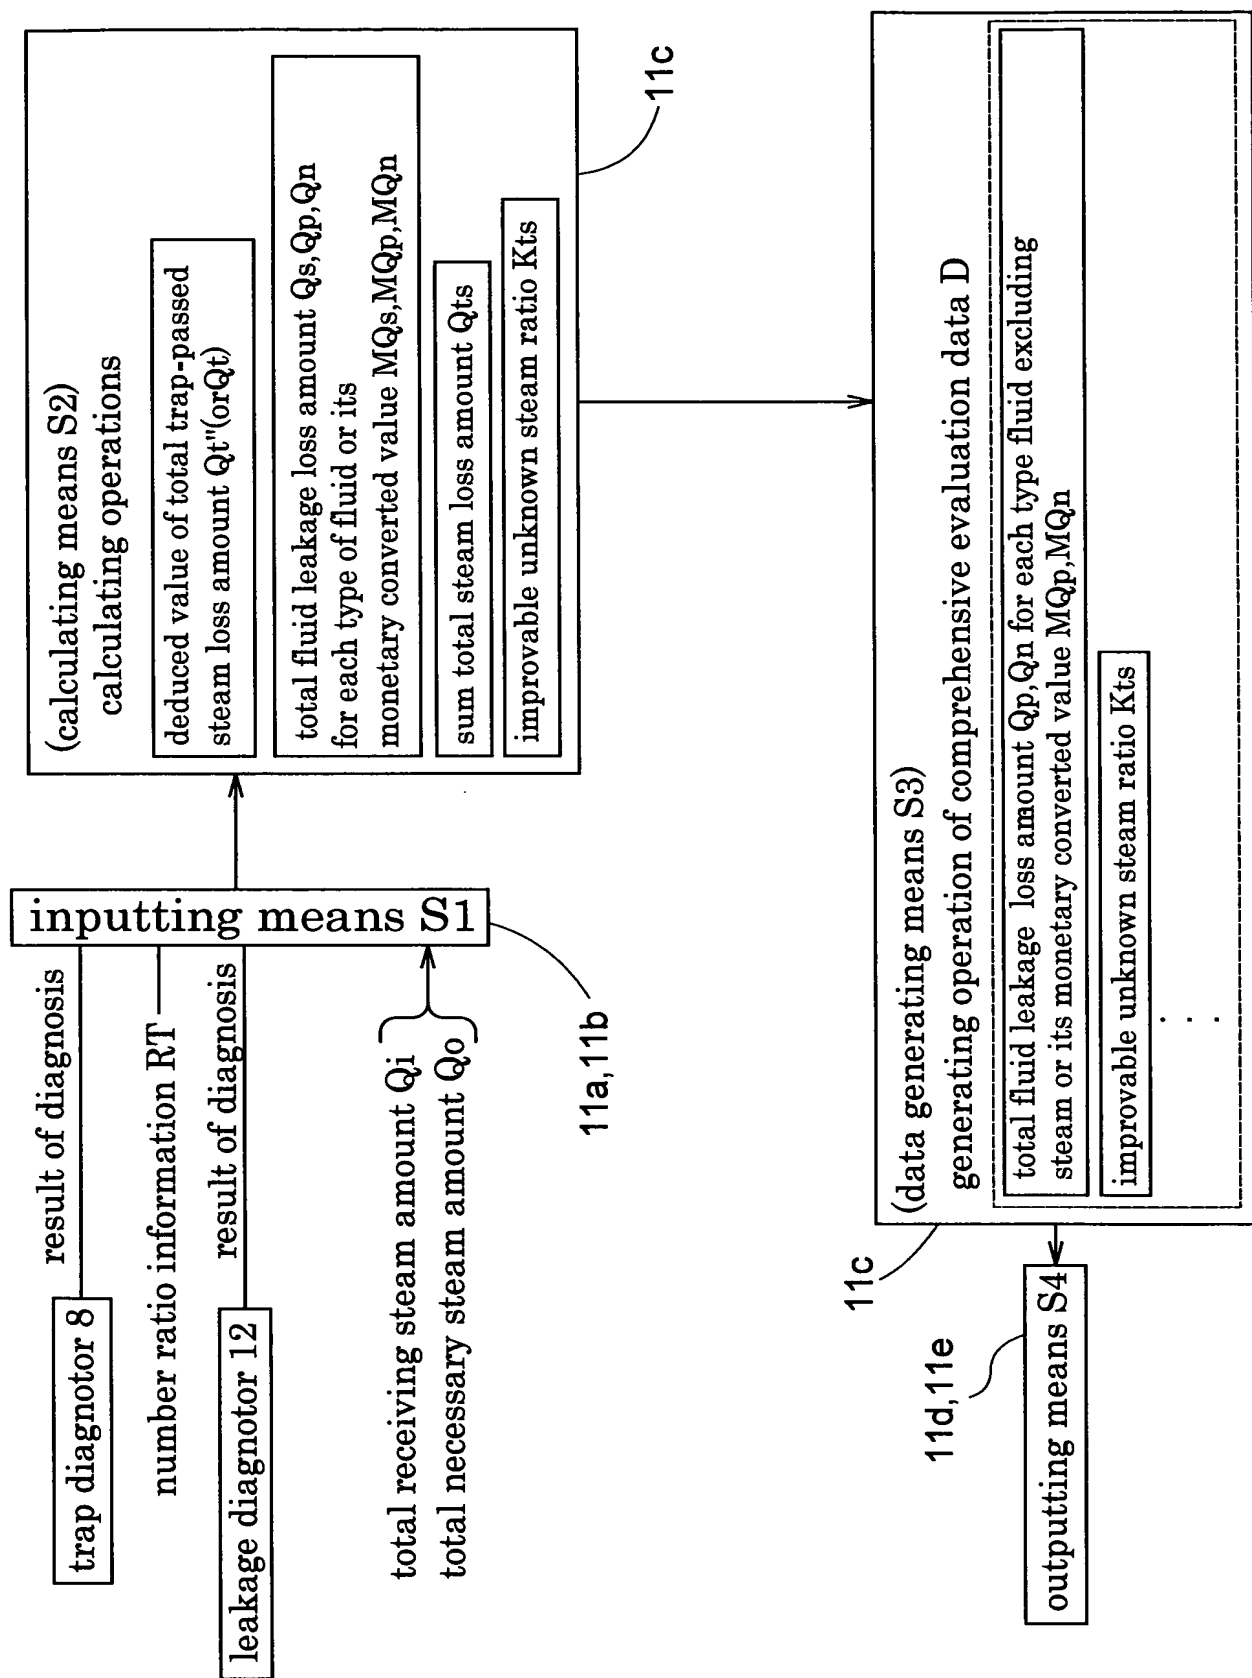 trap diagnotor 8
result of diagnosis
number ratio information RT
leakage diagnotor 12
result of diagnosis
total receiving steam amount Qi
total necessary steam amount Qo
inputting means S1
11a,11b
(calculating means S2)
calculating operations
deduced value of total trap-passed
steam loss amount Qt"(orQt)
total fluid leakage loss amount Qs,Qp,Qn
for each type of fluid or its
monetary converted value MQs,MQp,MQn
sum total steam loss amount Qts
improvable unknown steam ratio Kts
11c
(data generating means S3)
generating operation of comprehensive evaluation data D
total fluid leakage loss amount Qp,Qn for each type fluid excluding
steam or its monetary converted value MQp,MQn
improvable unknown steam ratio Kts
. . .
11c
outputting means S4
11d,11e